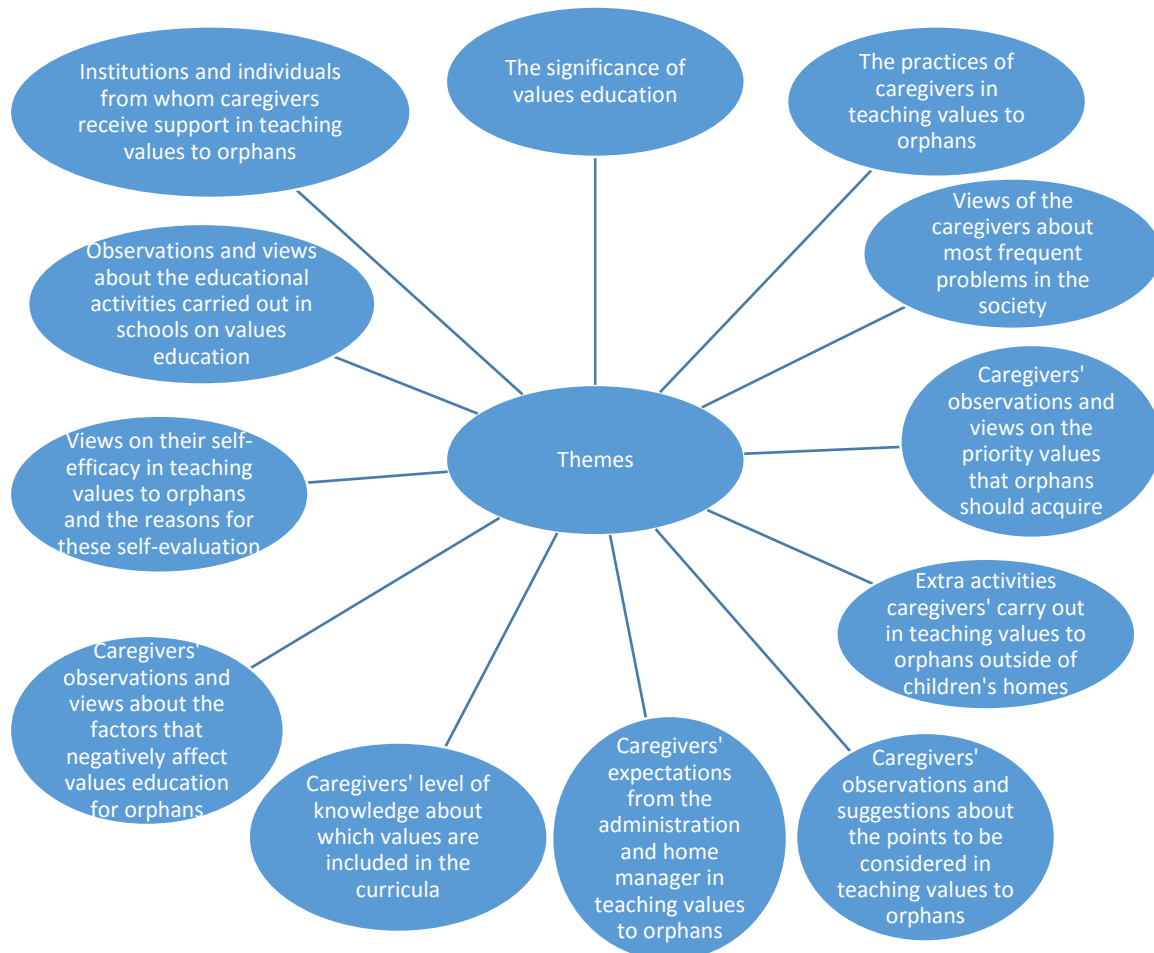 Institutions and individuals
from whom caregivers
receive support in teaching
values to orphans
The significance of
values education
The practices of
caregivers in
teaching values to
orphans
Views of the
caregivers about
most frequent
problems in the
society
Observations and views
about the educational
activities carried out in
schools on values
education
Caregivers'
observations and
views on the
priority values
that orphans
should acquire
Themes
Views on their self-
efficacy in teaching
values to orphans
and the reasons for
these self-evaluation
Extra activities
caregivers' carry out
in teaching values to
orphans outside of
children's homes
Caregivers'
observations and
views about the
factors that
negatively affect
values education
for orphans
Caregivers' level of
knowledge about
which values are
included in the
curricula
Caregivers'
expectations
from the
administration
and home
manager in
teaching values
to orphans
Caregivers'
observations and
suggestions about
the points to be
considered in
teaching values to
orphans